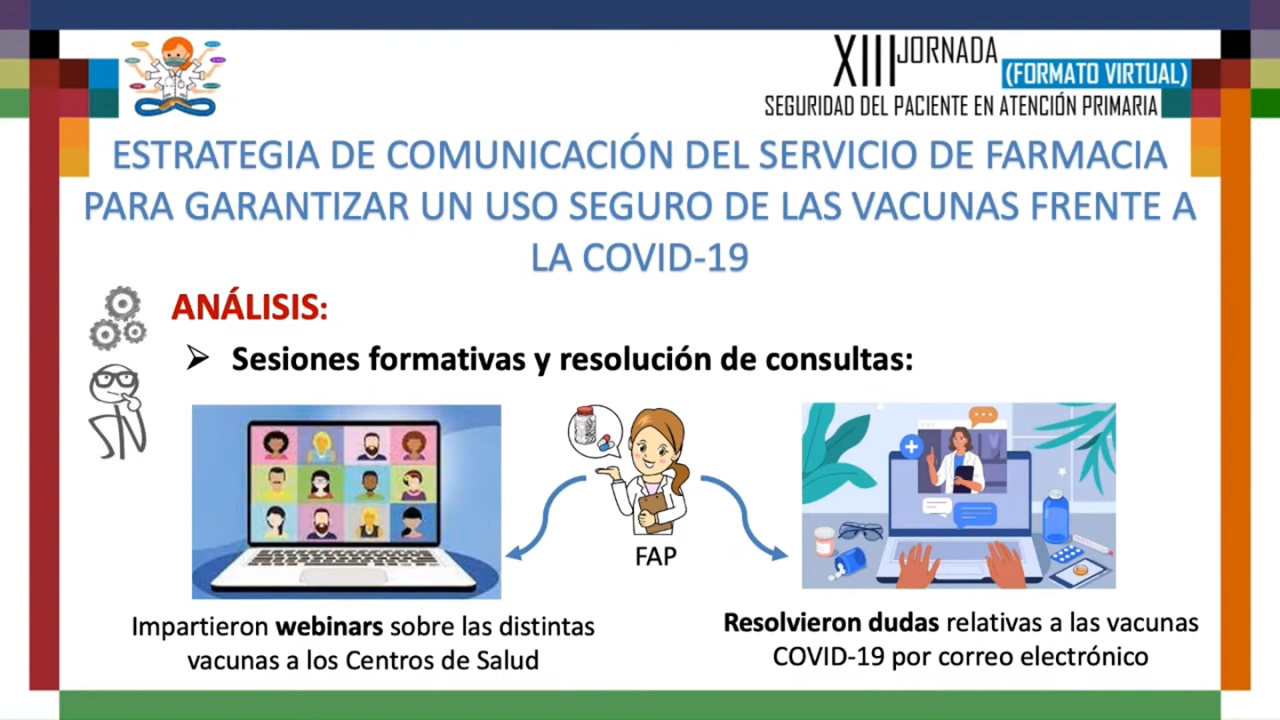 XIII JORNADA
(FORMATO VIRTUAL)
SEGURIDAD DEL PACIENTE EN ATENCIÓN PRIMARIA
ESTRATEGIA DE COMUNICACIÓN DEL SERVICIO DE FARMACIA
PARA GARANTIZAR UN USO SEGURO DE LAS VACUNAS FRENTE A
LA COVID-19
ANÁLISIS:
Sesiones formativas y resolución de consultas:
FAP
Impartieron webinars sobre las distintas
vacunas a los Centros de Salud
Resolvieron dudas relativas a las vacunas
COVID-19 por correo electrónico